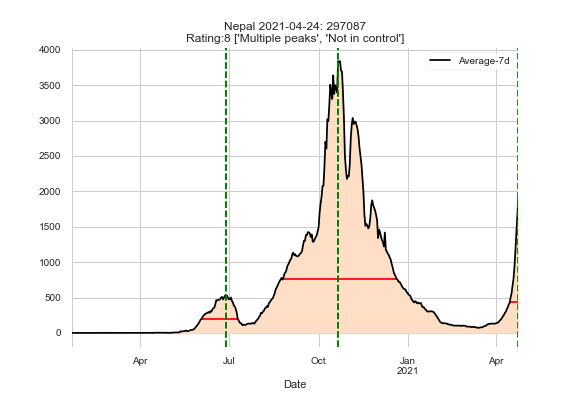 Nepal 2021-04-24: 297087
Rating:8 ['Multiple peaks', 'Not in control']
Average-7d
4000
3500
3000
2500
2000
1500
1000
500
0
Apr
Jul
Oct
Jan
2021
Apr
Date